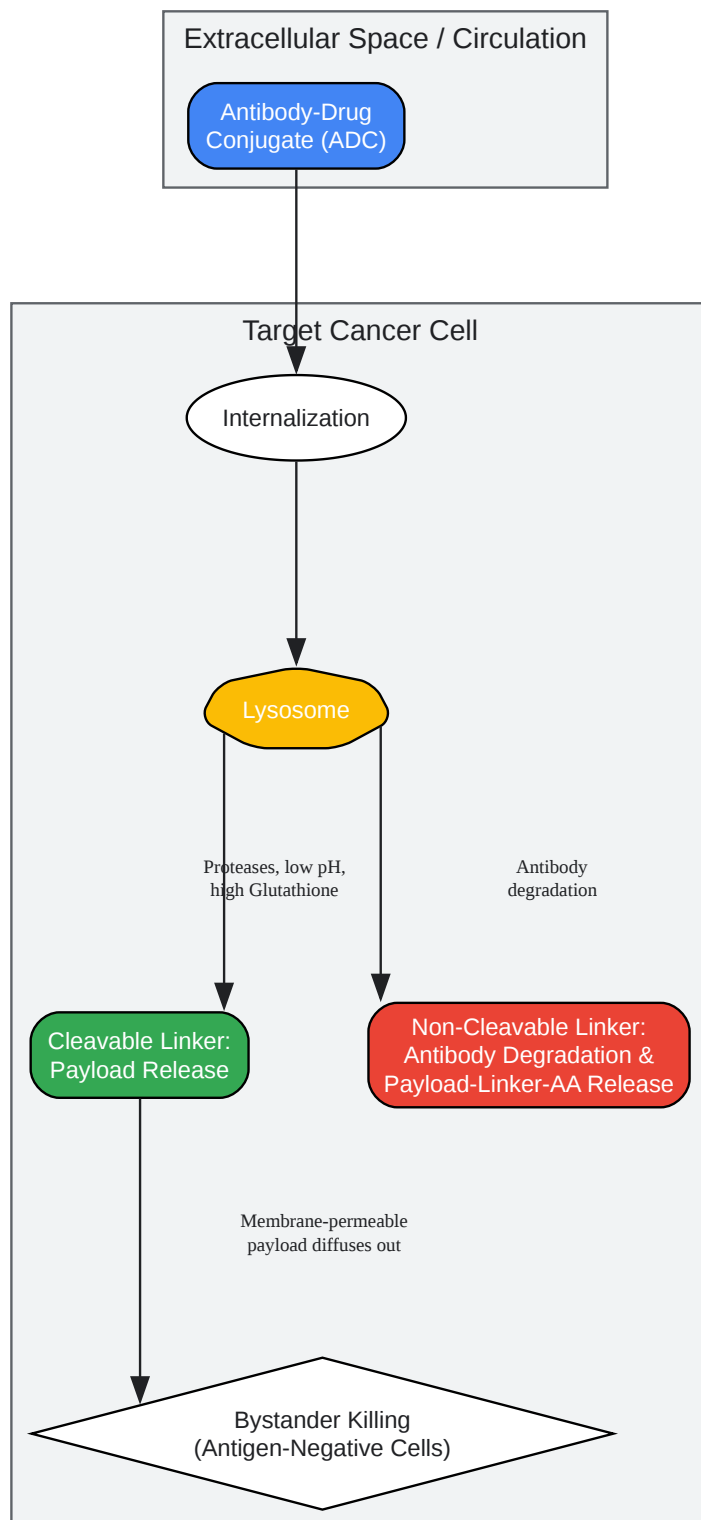 Extracellular Space / Circulation
Antibody-Drug
Conjugate (ADC)
Target Cancer Cell
Internalization
Lysosome
Proteases, low pH,
high Glutathione
Antibody
degradation
Cleavable Linker:
Payload Release
Non-Cleavable Linker:
Antibody Degradation &
Payload-Linker-AA Release
Membrane-permeable
payload diffuses out
Bystander Killing
(Antigen-Negative Cells)